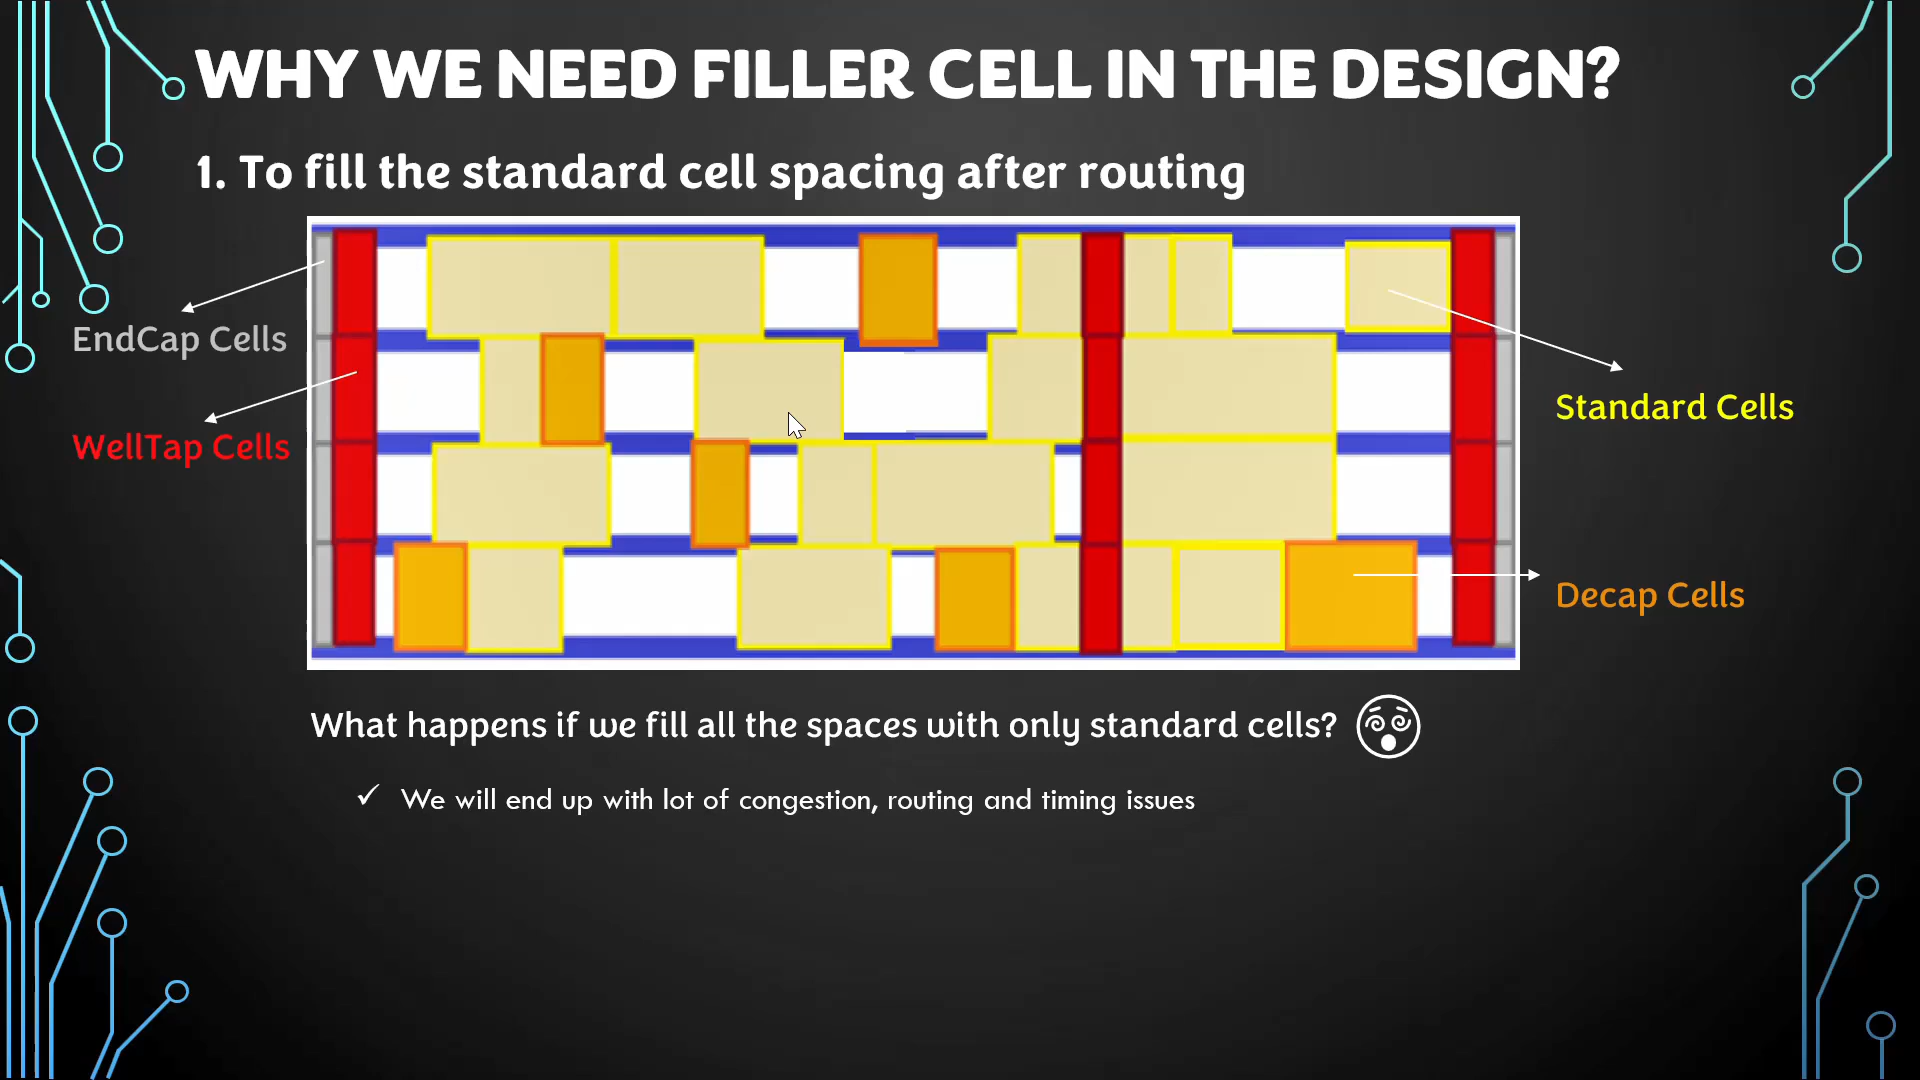 WHY WE NEED FILLER CELL IN THE DESIGN?
1. To fill the standard cell spacing after routing
EndCap Cells
WellTap Cells
Standard Cells
Decap Cells
What happens if we fill all the spaces with only standard cells?
✓ We will end up with lot of congestion, routing and timing issues